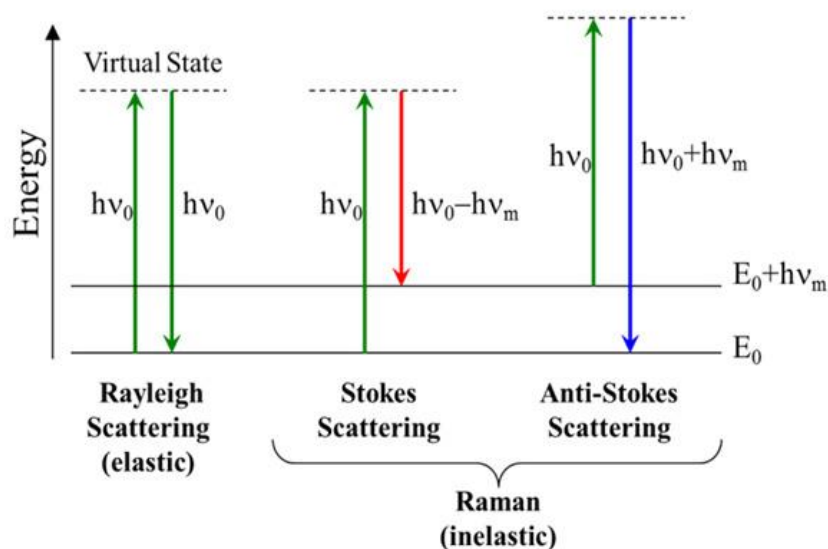 Energy
Virtual State
hν₀
hν₀
hν₀
hν₀−hνₘ
hν₀
hν₀+hνₘ
E₀+hνₘ
E₀
Rayleigh
Scattering
(elastic)
Stokes
Scattering
Anti-Stokes
Scattering
Raman
(inelastic)